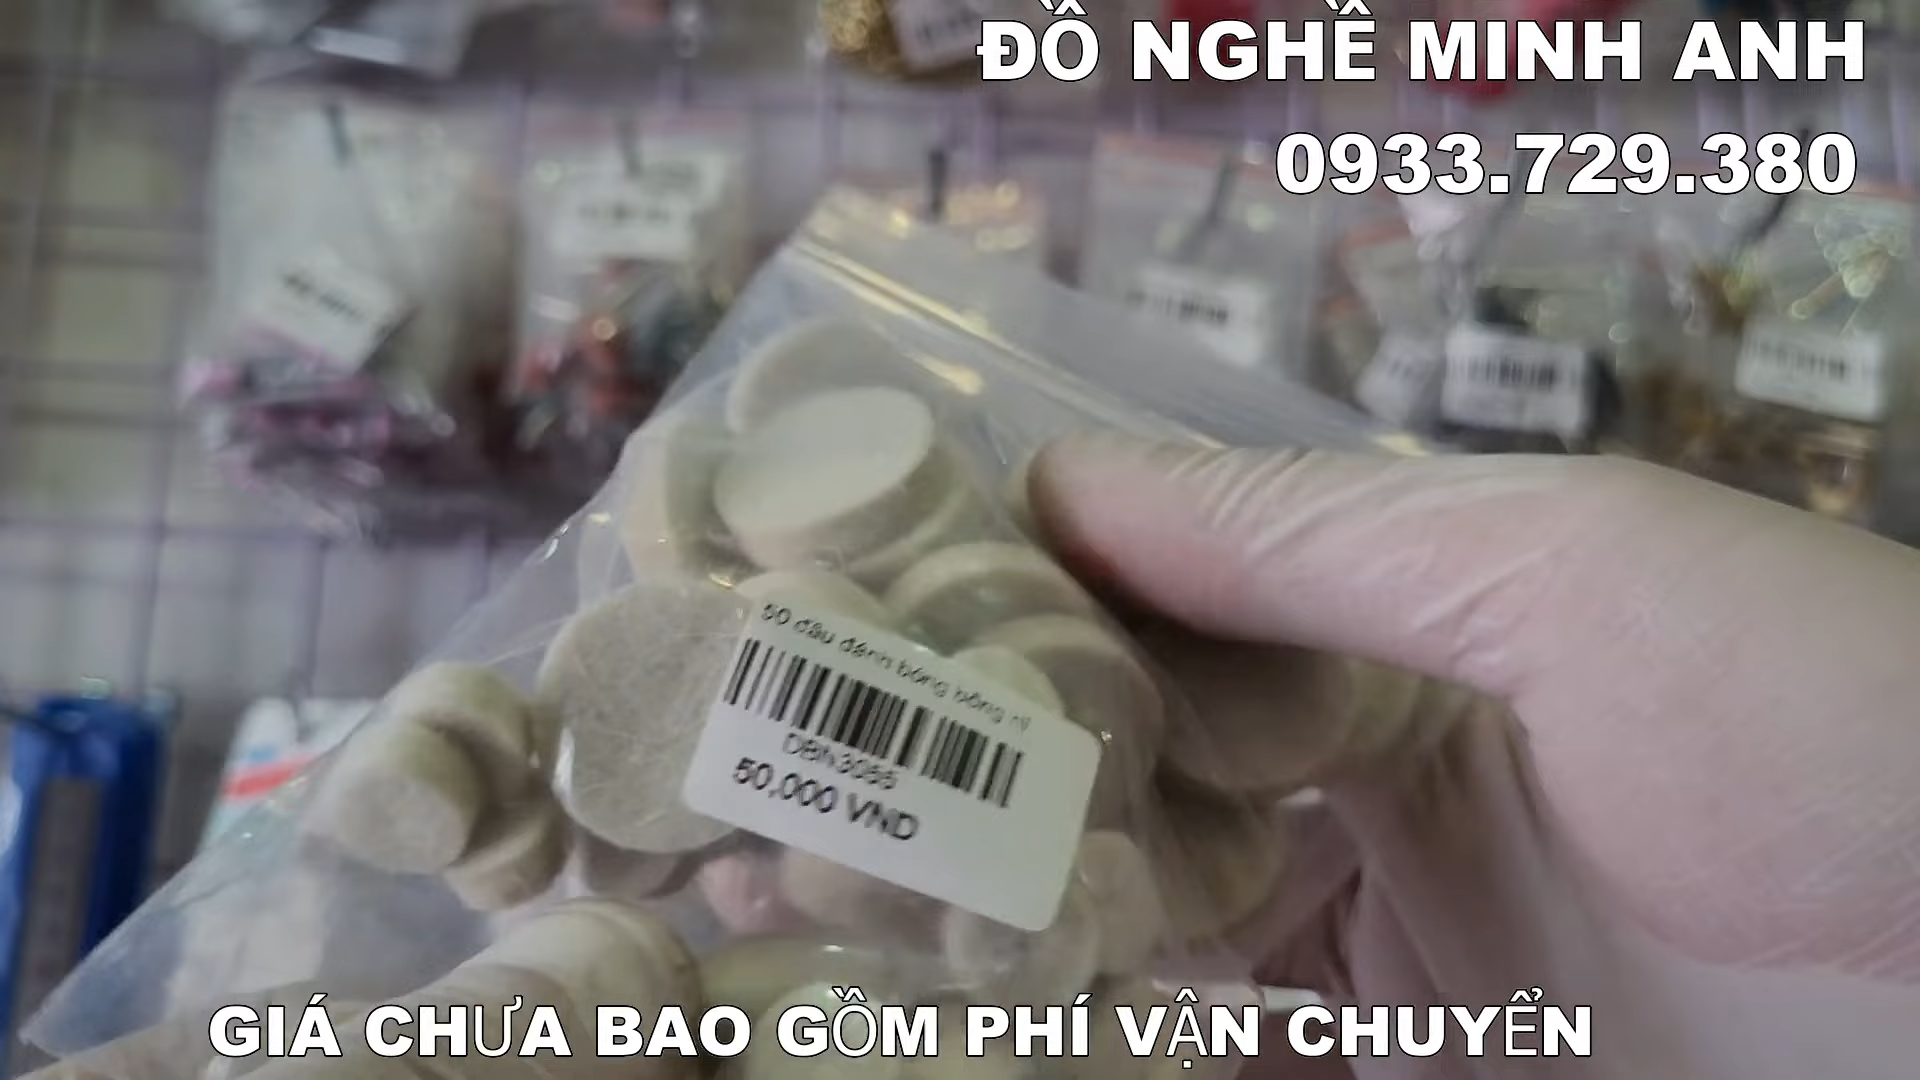 ĐỒ NGHỀ MINH ANH
0933.729.380
50 đầu đánh bóng bông nỉ
DBN3055
50,000 VND
GIÁ CHƯA BAO GỒM PHÍ VẬN CHUYỂN